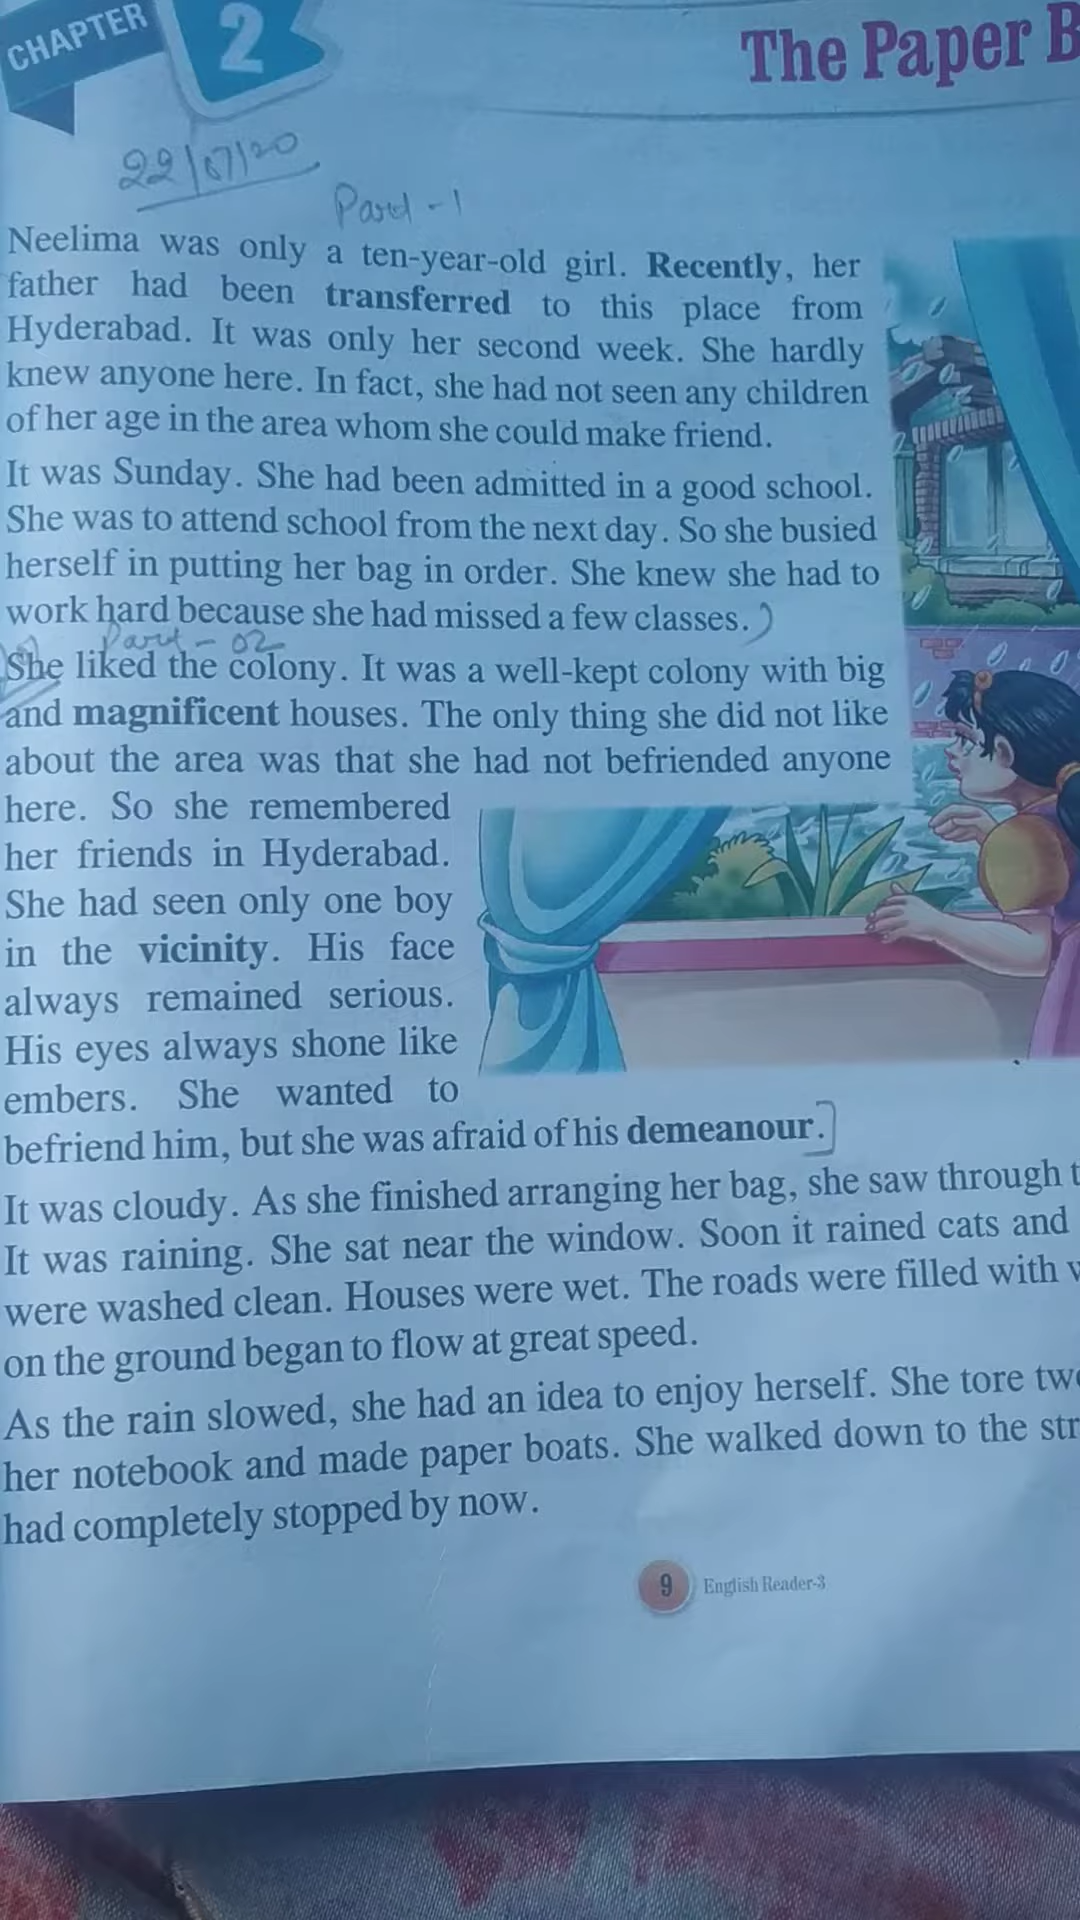 CHAPTER 2
The Paper
22/07/20
Part -1
Neelima was only a ten-year-old girl. Recently, her
father had been transferred to this place from
Hyderabad. It was only her second week. She hardly
knew anyone here. In fact, she had not seen any children
of her age in the area whom she could make friend.
It was Sunday. She had been admitted in a good school.
She was to attend school from the next day. So she busied
herself in putting her bag in order. She knew she had to
work hard because she had missed a few classes.
Part - 02
She liked the colony. It was a well-kept colony with big
and magnificent houses. The only thing she did not like
about the area was that she had not befriended anyone
here. So she remembered
her friends in Hyderabad.
She had seen only one boy
in the vicinity. His face
always remained serious.
His eyes always shone like
embers. She wanted to
befriend him, but she was afraid of his demeanour.
It was cloudy. As she finished arranging her bag, she saw through
It was raining. She sat near the window. Soon it rained cats and
were washed clean. Houses were wet. The roads were filled with
on the ground began to flow at great speed.
As the rain slowed, she had an idea to enjoy herself. She tore
her notebook and made paper boats. She walked down to the
had completely stopped by now.
9 English Reader-3